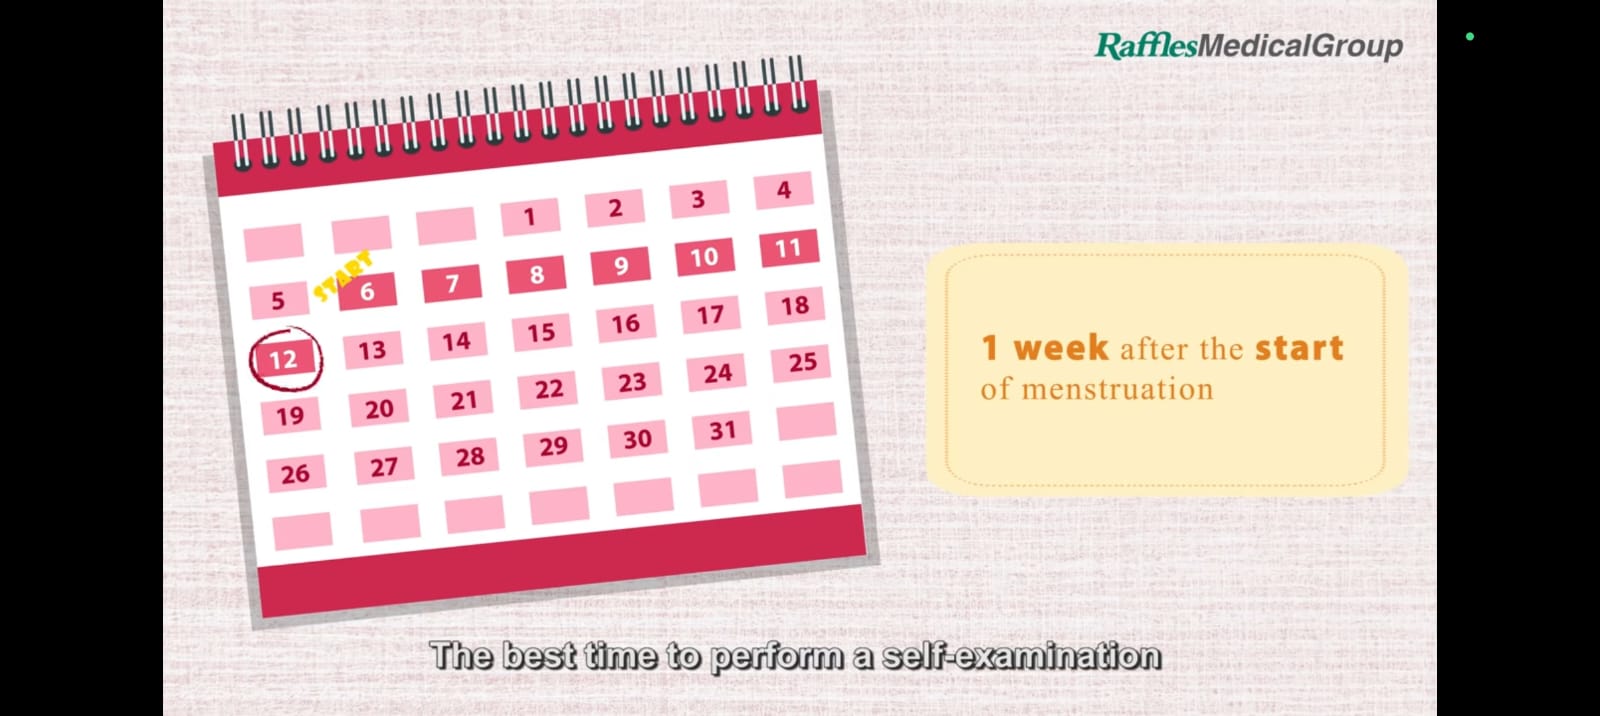 RafflesMedicalGroup
1 2 3 4
START
5 6 7 8 9 10 11
12 13 14 15 16 17 18
19 20 21 22 23 24 25
26 27 28 29 30 31
1 week after the start
of menstruation
The best time to perform a self-examination